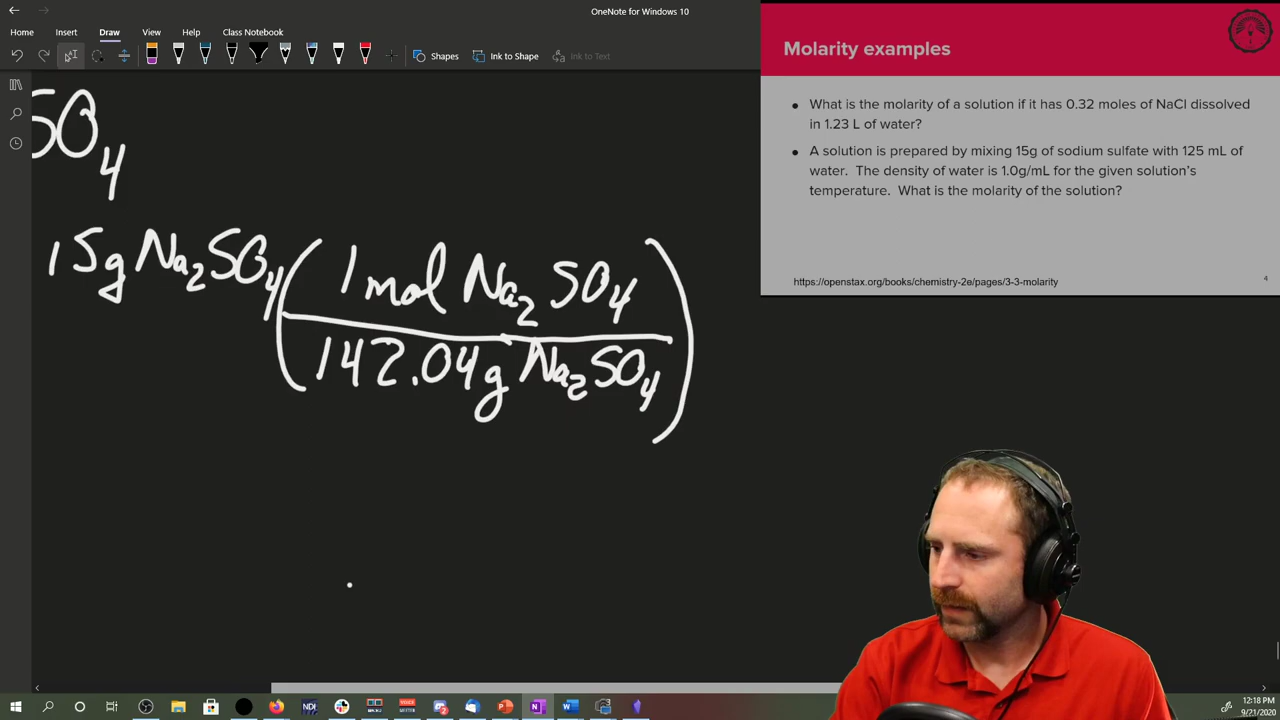 OneNote for Windows 10
Home Insert Draw View Help Class Notebook
Shapes Ink to Shape Ink to Text
SO4
15g Na2SO4 (1 mol Na2SO4
142.04g Na2SO4)
Molarity examples
• What is the molarity of a solution if it has 0.32 moles of NaCl dissolved
in 1.23 L of water?
• A solution is prepared by mixing 15g of sodium sulfate with 125 mL of
water. The density of water is 1.0g/mL for the given solution's
temperature. What is the molarity of the solution?
https://openstax.org/books/chemistry-2e/pages/3-3-molarity
4
12:18 PM
9/21/2020